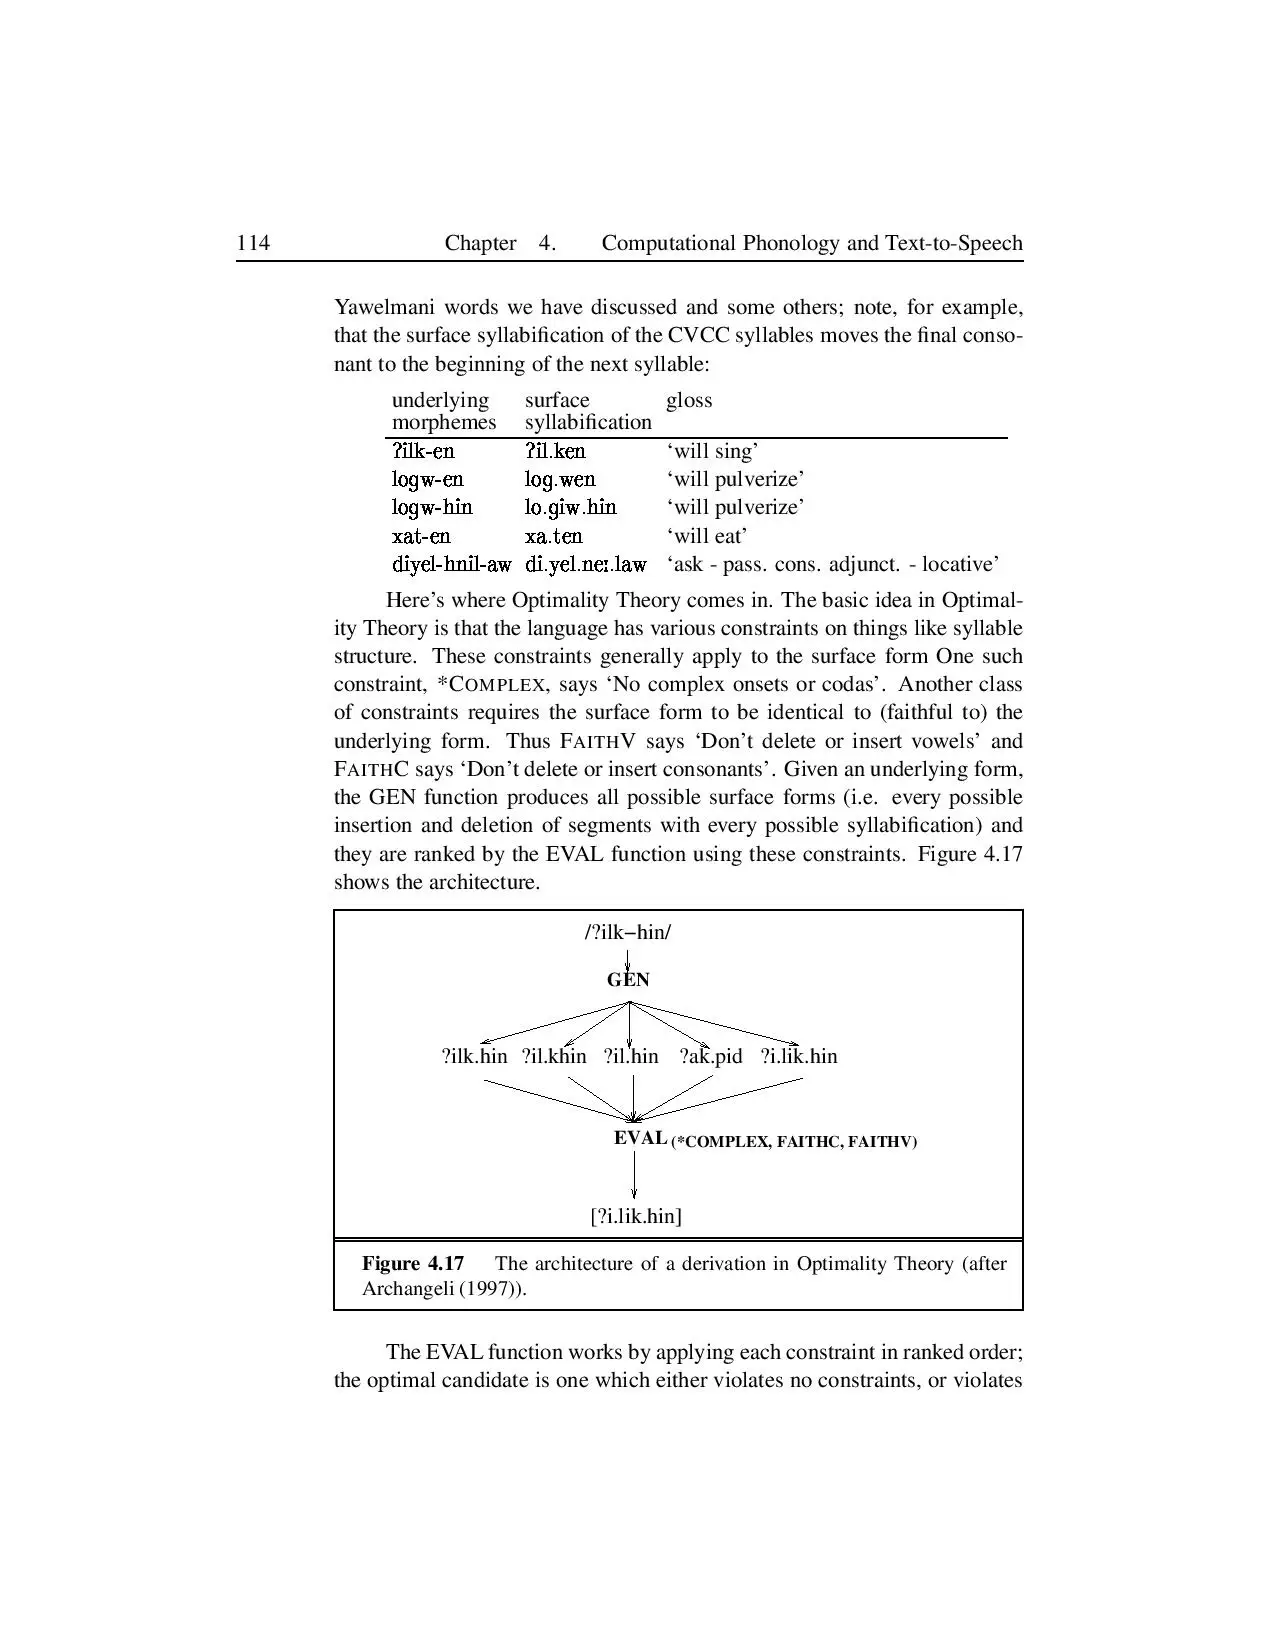 114 Chapter 4. Computational Phonology and Text-to-Speech
Yawelmani words we have discussed and some others; note, for example,
that the surface syllabification of the CVCC syllables moves the final conso-
nant to the beginning of the next syllable:
underlying surface gloss
morphemes syllabification
ʔilk-en ʔil.ken ‘will sing’
logw-en log.wen ‘will pulverize’
logw-hin lo.giw.hin ‘will pulverize’
xat-en xa.ten ‘will eat’
diyel-hnil-aw di.yel.neː.law ‘ask - pass. cons. adjunct. - locative’
Here’s where Optimality Theory comes in. The basic idea in Optimal-
ity Theory is that the language has various constraints on things like syllable
structure. These constraints generally apply to the surface form One such
constraint, *COMPLEX, says ‘No complex onsets or codas’. Another class
of constraints requires the surface form to be identical to (faithful to) the
underlying form. Thus FAITHV says ‘Don’t delete or insert vowels’ and
FAITHC says ‘Don’t delete or insert consonants’. Given an underlying form,
the GEN function produces all possible surface forms (i.e. every possible
insertion and deletion of segments with every possible syllabification) and
they are ranked by the EVAL function using these constraints. Figure 4.17
shows the architecture.
/?ilk–hin/
GEN
?ilk.hin ?il.khin ?il.hin ?ak.pid ?i.lik.hin
EVAL (*COMPLEX, FAITHC, FAITHV)
[?i.lik.hin]
Figure 4.17 The architecture of a derivation in Optimality Theory (after
Archangeli (1997)).
The EVAL function works by applying each constraint in ranked order;
the optimal candidate is one which either violates no constraints, or violates